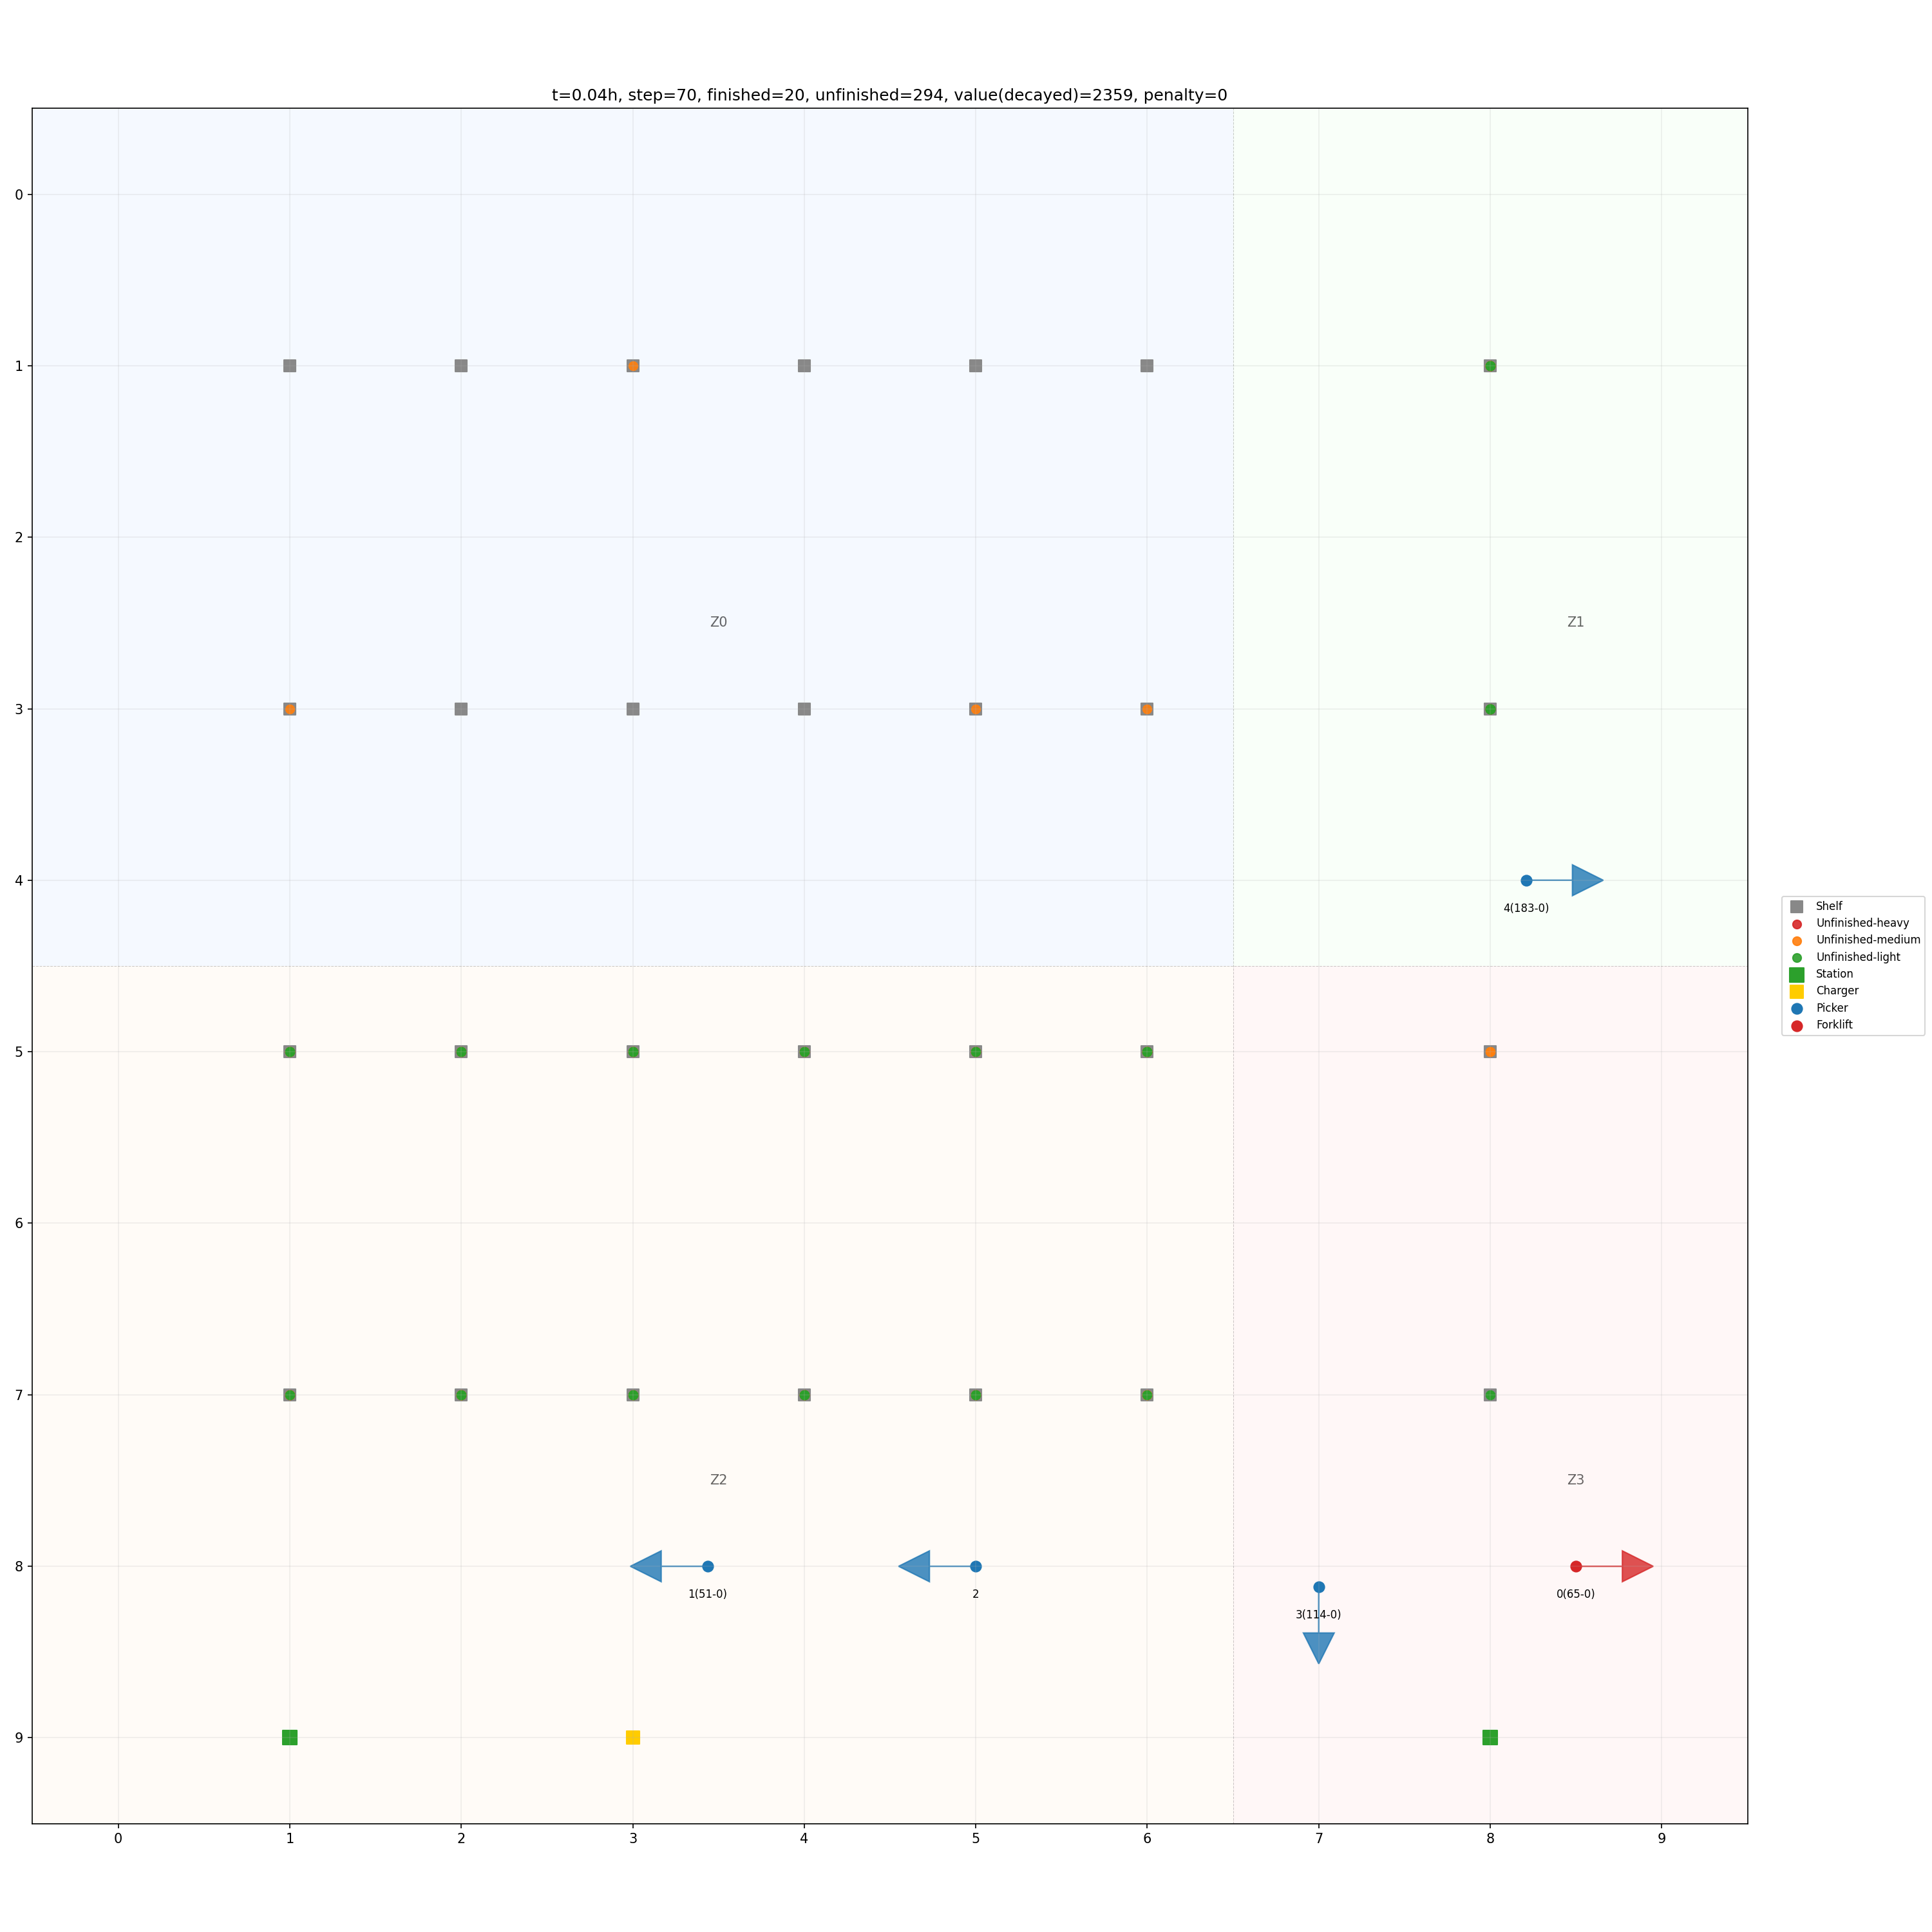 t=0.04h, step=70, finished=20, unfinished=294, value(decayed)=2359, penalty=0
0
1
2
Z0
Z1
3
4
4(183-0)
Shelf
Unfinished-heavy
Unfinished-medium
Unfinished-light
Station
Charger
Picker
Forklift
5
6
7
Z2
Z3
8
1(51-0)
2
0(65-0)
3(114-0)
9
0 1 2 3 4 5 6 7 8 9